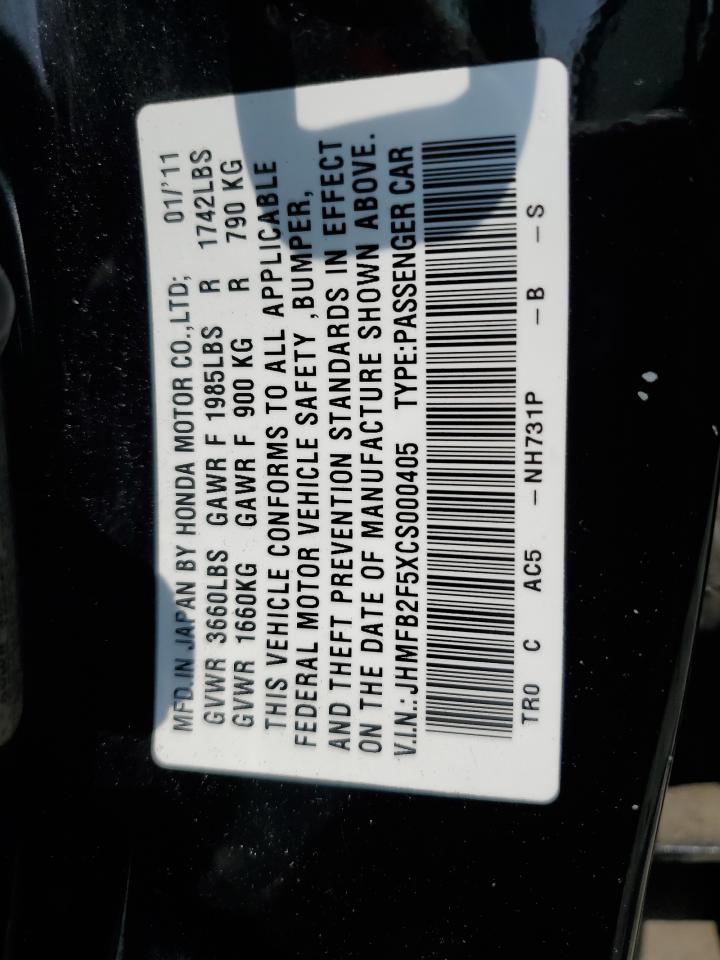 MFD.IN JAPAN BY HONDA MOTOR CO.,LTD; 01/'11
GVWR 3660LBS GAWR F 1985LBS R 1742LBS
GVWR 1660KG GAWR F 900 KG R 790 KG
THIS VEHICLE CONFORMS TO ALL APPLICABLE
FEDERAL MOTOR VEHICLE SAFETY ,BUMPER,
AND THEFT PREVENTION STANDARDS IN EFFECT
ON THE DATE OF MANUFACTURE SHOWN ABOVE.
V.I.N.: JHMFB2F5XCS000405 TYPE:PASSENGER CAR
TR0 C AC5 -NH731P -B -S